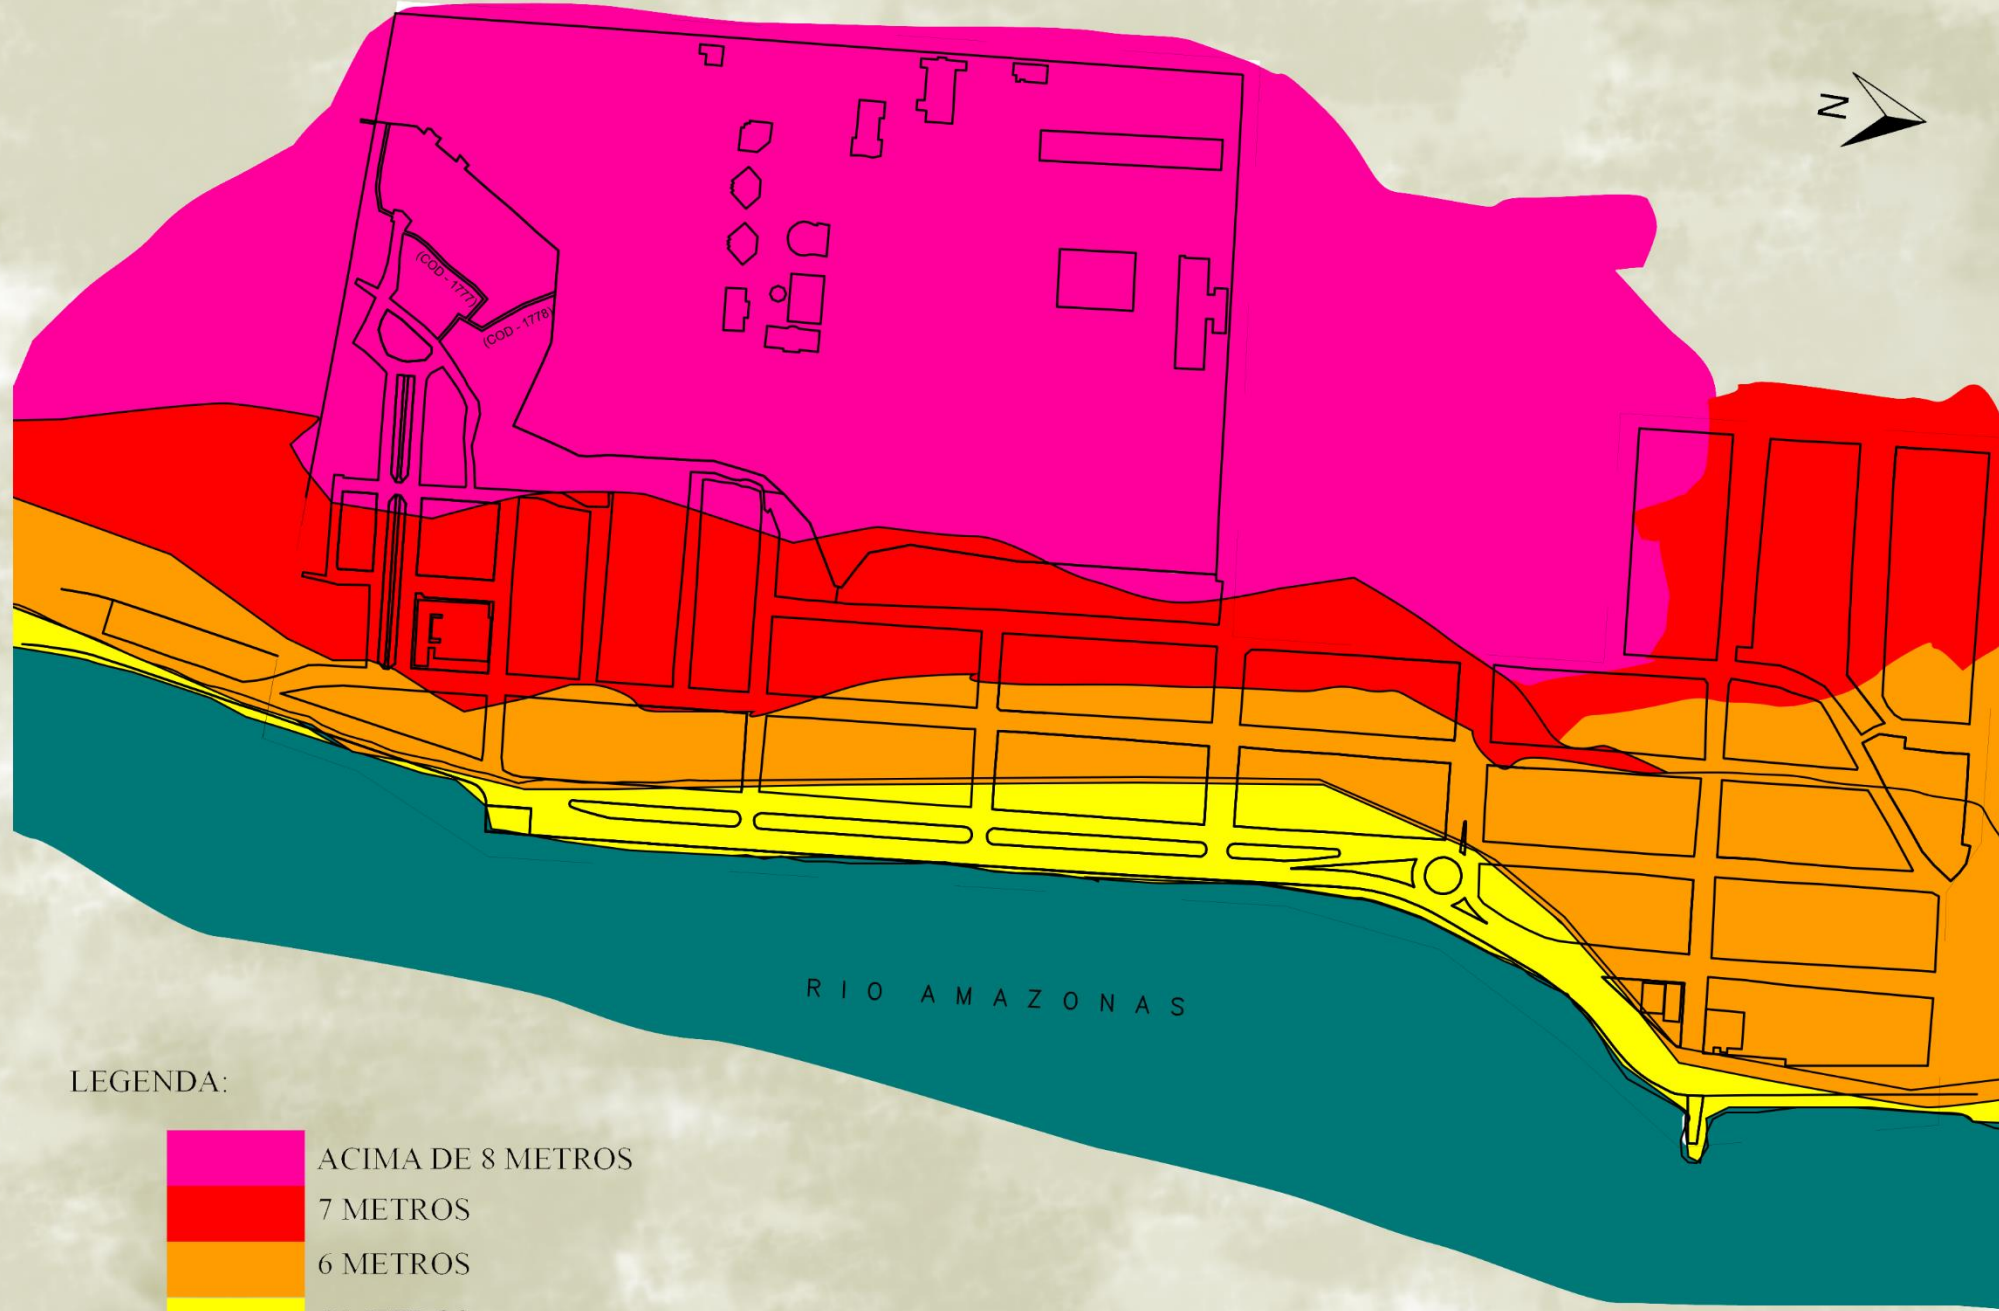 N
(COD - 1777)
(COD - 1778)
RIO AMAZONAS
LEGENDA:
ACIMA DE 8 METROS
7 METROS
6 METROS